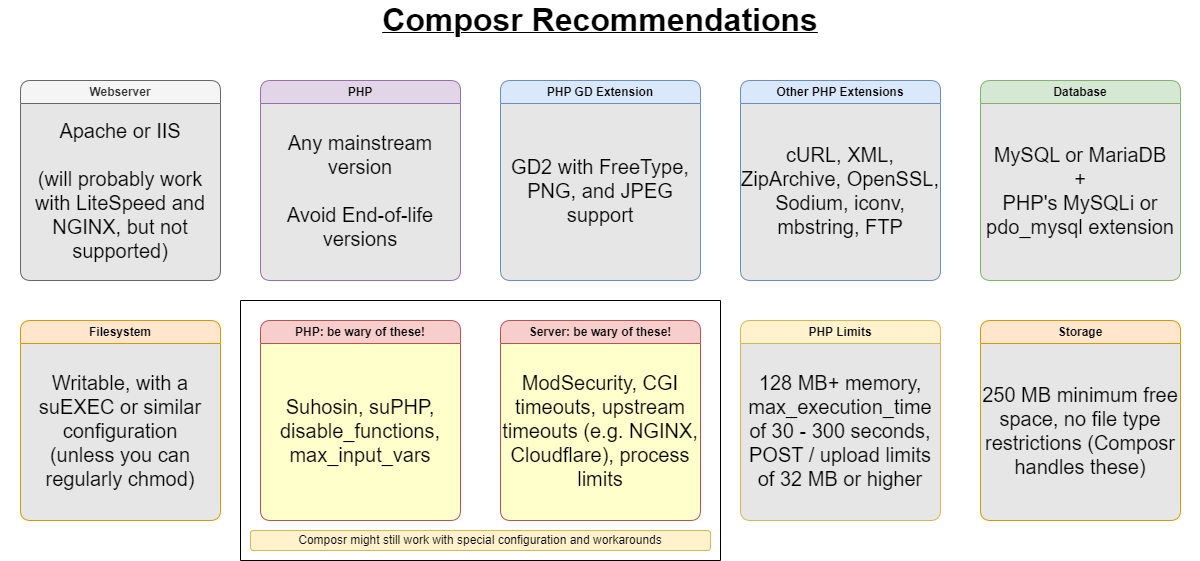 Composr Recommendations
Webserver
Apache or IIS
(will probably work
with LiteSpeed and
NGINX, but not
supported)
PHP
Any mainstream
version
Avoid End-of-life
versions
PHP GD Extension
GD2 with FreeType,
PNG, and JPEG
support
Other PHP Extensions
cURL, XML,
ZipArchive, OpenSSL,
Sodium, iconv,
mbstring, FTP
Database
MySQL or MariaDB
+
PHP's MySQLi or
pdo_mysql extension
Filesystem
Writable, with a
suEXEC or similar
configuration
(unless you can
regularly chmod)
PHP: be wary of these!
Suhosin, suPHP,
disable_functions,
max_input_vars
Server: be wary of these!
ModSecurity, CGI
timeouts, upstream
timeouts (e.g. NGINX,
Cloudflare), process
limits
Composr might still work with special configuration and workarounds
PHP Limits
128 MB+ memory,
max_execution_time
of 30 - 300 seconds,
POST / upload limits
of 32 MB or higher
Storage
250 MB minimum free
space, no file type
restrictions (Composr
handles these)